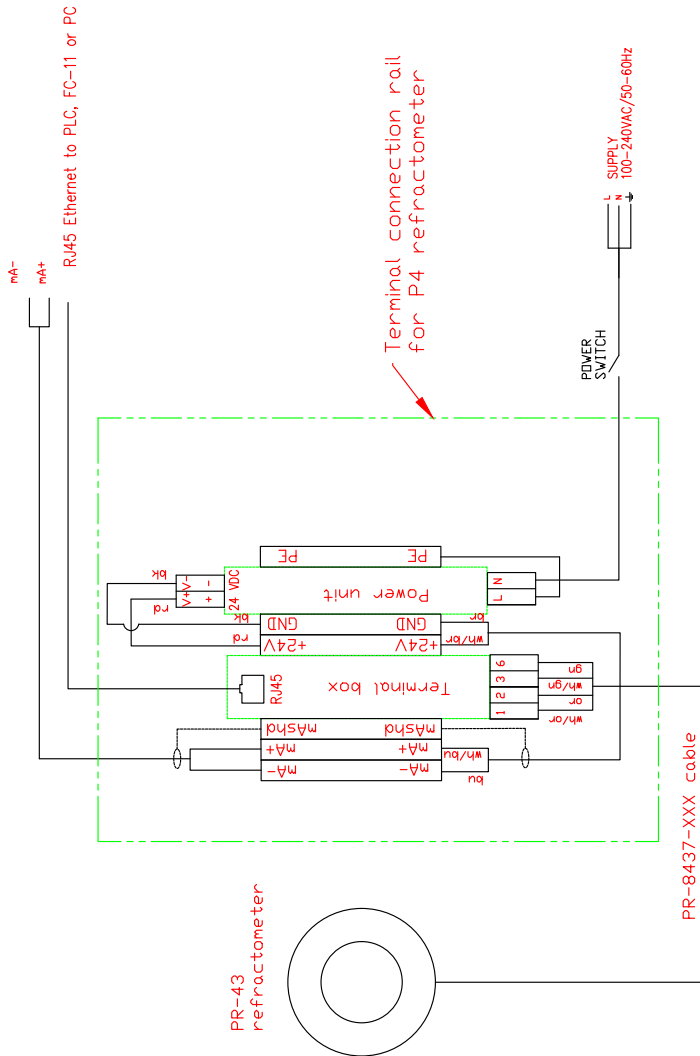 mA-
mA+
RJ45 Ethernet to PLC, FC-11 or PC
Terminal connection rail
for P4 refractometer
SUPPLY
100-240VAC/50-60Hz
L
N
POWER
SWITCH
PE
PE
bk
V-
-
V+
+
rd
24 VDC
Power unit
N
L
bk
GND
GND
br
rd
+24V
+24V
wh/br
RJ45
Terminal box
6
3
2
1
gn
wh/gn
or
wh/or
mAshd
mAshd
mA+
mA+
wh/bu
mA-
mA-
bu
PR-43
refractometer
PR-8437-XXX cable